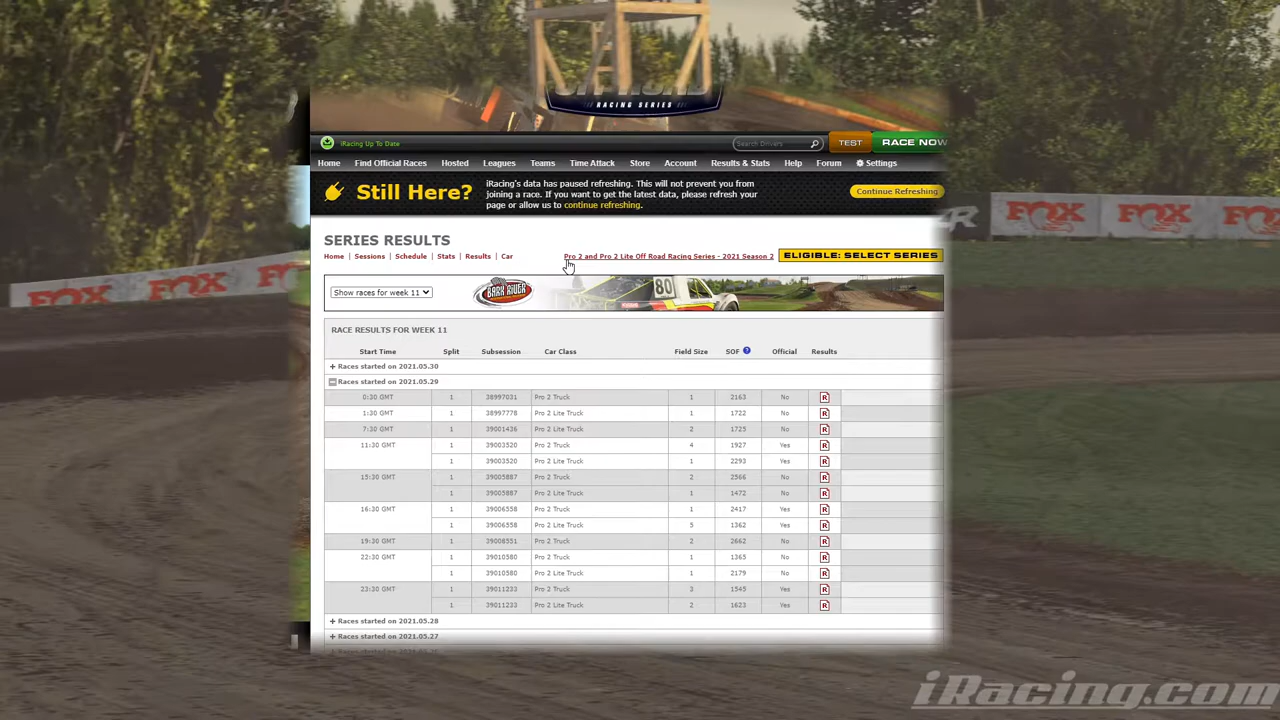 RACING SERIES
iRacing Up To Date
Search Drivers
TEST
RACE NOW
Home Find Official Races Hosted Leagues Teams Time Attack Store Account Results & Stats Help Forum Settings
Still Here?
iRacing's data has paused refreshing. This will not prevent you from
joining a race. If you want to get the latest data, please refresh your
page or allow us to continue refreshing.
Continue Refreshing
FOX FOX FOX
FOX FOX
SERIES RESULTS
Home | Sessions | Schedule | Stats | Results | Car
Pro 2 and Pro 2 Lite Off Road Racing Series - 2021 Season 2
ELIGIBLE: SELECT SERIES
Show races for week 11
BARK RIVER
80
RACE RESULTS FOR WEEK 11
Start Time Split Subsession Car Class Field Size SOF ? Official Results
+ Races started on 2021.05.30
Races started on 2021.05.29
0:30 GMT 1 38997031 Pro 2 Truck 1 2163 No R
1:30 GMT 1 38997778 Pro 2 Lite Truck 1 1722 No R
7:30 GMT 1 39001436 Pro 2 Lite Truck 2 1725 No R
11:30 GMT 1 39003520 Pro 2 Truck 4 1927 Yes R
1 39003520 Pro 2 Lite Truck 1 2293 Yes R
15:30 GMT 1 39005887 Pro 2 Truck 2 2566 No R
1 39005887 Pro 2 Lite Truck 1 1472 No R
16:30 GMT 1 39006558 Pro 2 Truck 1 2417 Yes R
1 39006558 Pro 2 Lite Truck 5 1362 Yes R
19:30 GMT 1 39008551 Pro 2 Truck 2 2662 No R
22:30 GMT 1 39010580 Pro 2 Truck 1 1365 No R
1 39010580 Pro 2 Lite Truck 1 2179 No R
23:30 GMT 1 39011233 Pro 2 Truck 3 1545 Yes R
1 39011233 Pro 2 Lite Truck 2 1623 Yes R
+ Races started on 2021.05.28
+ Races started on 2021.05.27
iRacing.com